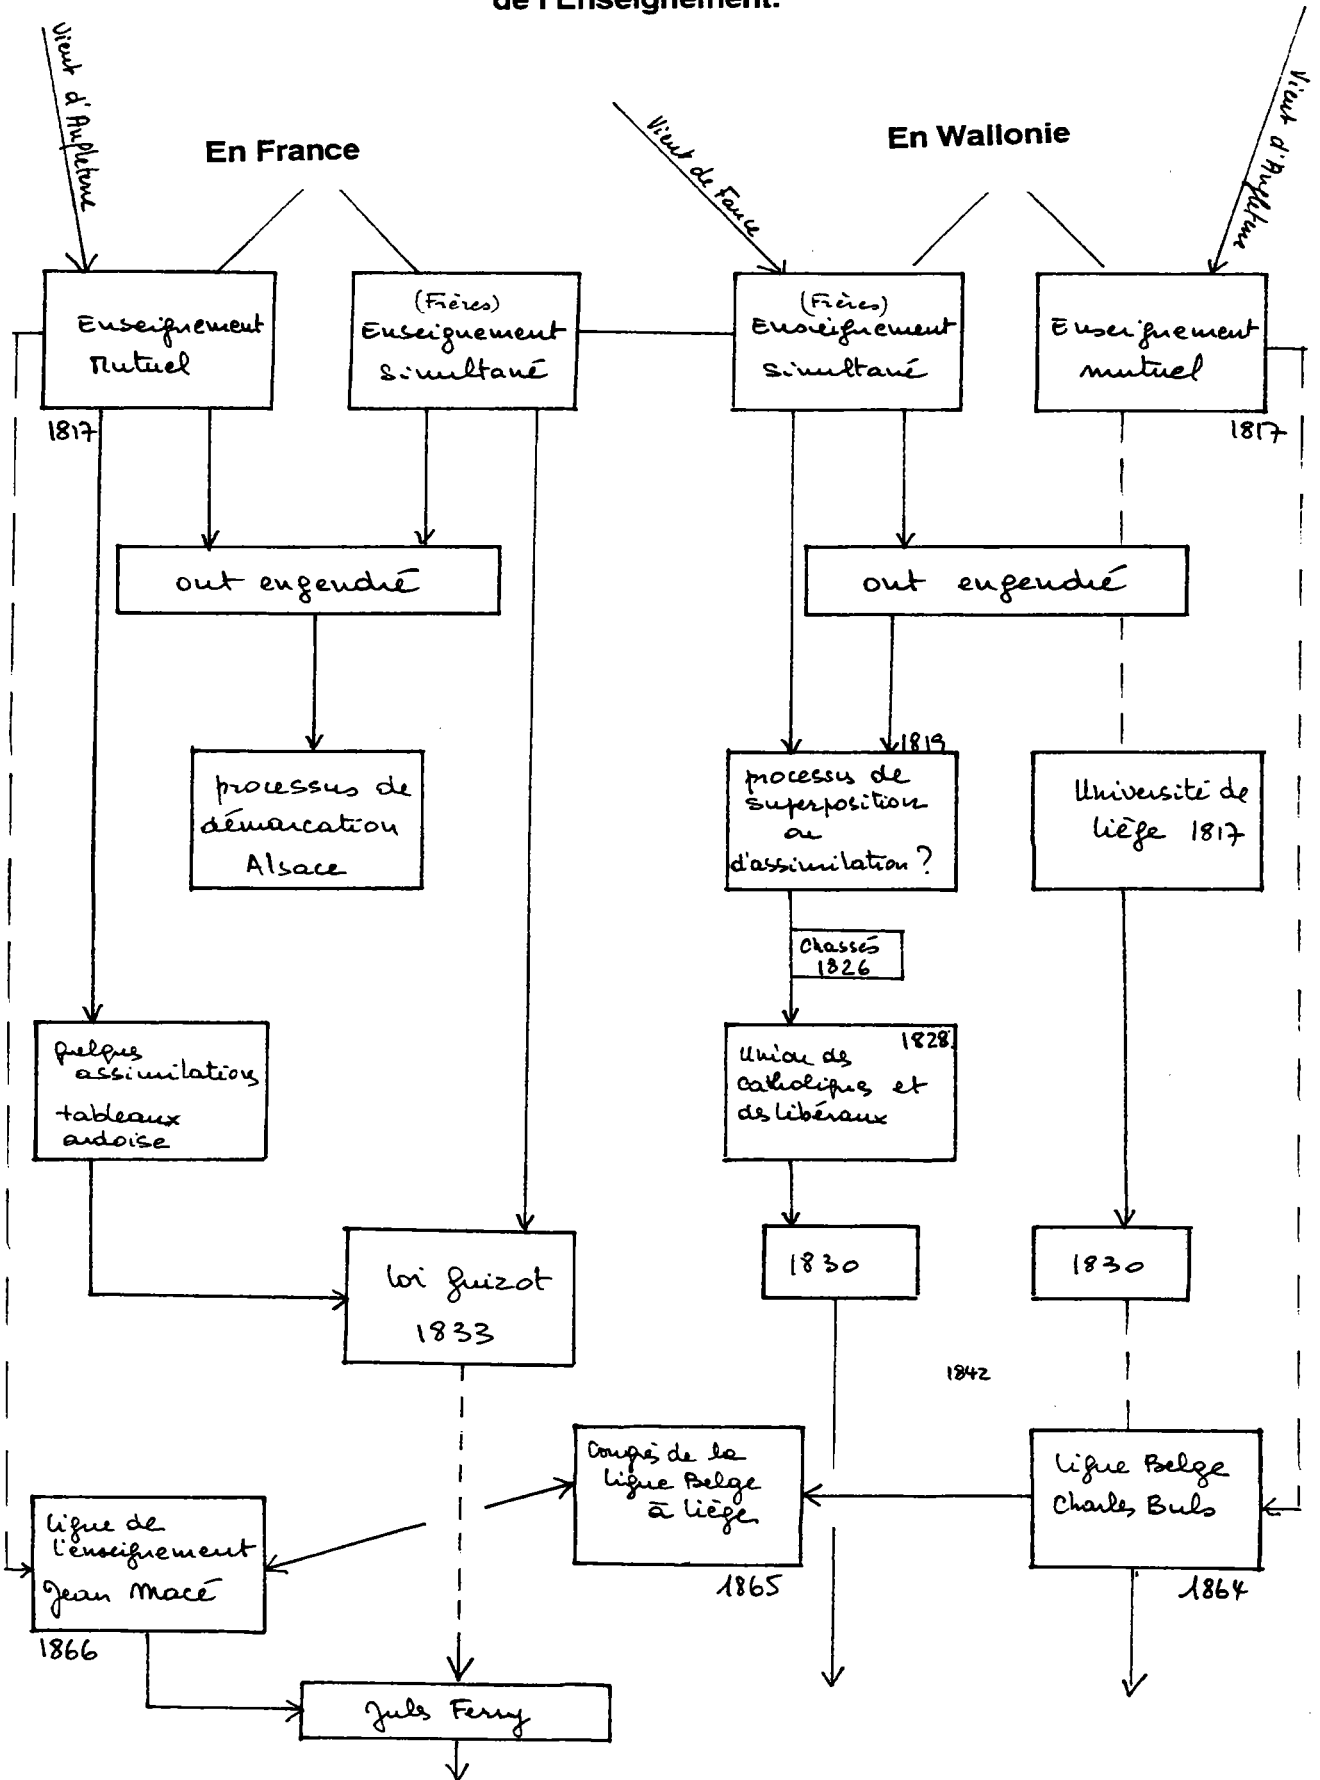 de l'Enseignement.
Vient d'Angleterre
En France
Vient de France
En Wallonie
Vient d'Angleterre
Enseignement
Mutuel
1817
(Frères)
Enseignement
simultané
(Frères)
Enseignement
simultané
Enseignement
mutuel
1817
ont engendré
ont engendré
processus de
démarcation
Alsace
1819
processus de
superposition
ou
d'assimilation ?
Université de
Liège 1817
Chassés
1826
quelques
assimilations
tableaux
ardoise
1828
Union des
catholiques et
des libéraux
loi Guizot
1833
1830
1830
1842
Congrès de la
Ligue Belge
à Liège
1865
Ligue Belge
Charles Buls
1864
Ligue de
l'enseignement
Jean Macé
1866
Jules Ferry